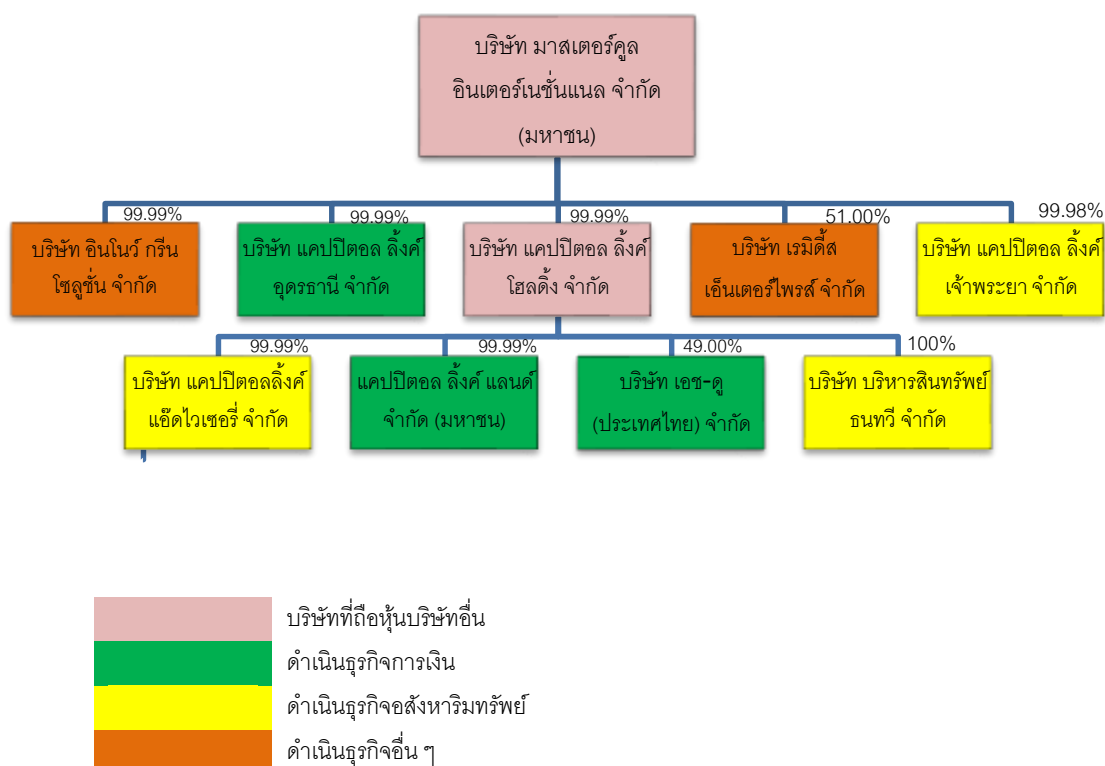 บริษัท มาสเตอร์คูล
อินเตอร์เนชั่นแนล จำกัด
(มหาชน)
99.99%
บริษัท อินโนว์ กรีน
โซลูชั่น จำกัด
99.99%
บริษัท แคปปิตอล ลิ้งค์
อุดรธานี จำกัด
99.99%
บริษัท แคปปิตอล ลิ้งค์
โฮลดิ้ง จำกัด
51.00%
บริษัท เรมิดี้ส
เอ็นเตอร์ไพรส์ จำกัด
99.98%
บริษัท แคปปิตอล ลิ้งค์
เจ้าพระยา จำกัด
99.99%
บริษัท แคปปิตอลลิ้งค์
แอ๊ดไวเซอรี่ จำกัด
99.99%
แคปปิตอล ลิ้งค์ แลนด์
จำกัด (มหาชน)
49.00%
บริษัท เอช-ดู
(ประเทศไทย) จำกัด
100%
บริษัท บริหารสินทรัพย์
ธนทวี จำกัด
บริษัทที่ถือหุ้นบริษัทอื่น
ดำเนินธุรกิจการเงิน
ดำเนินธุรกิจอสังหาริมทรัพย์
ดำเนินธุรกิจอื่น ๆ